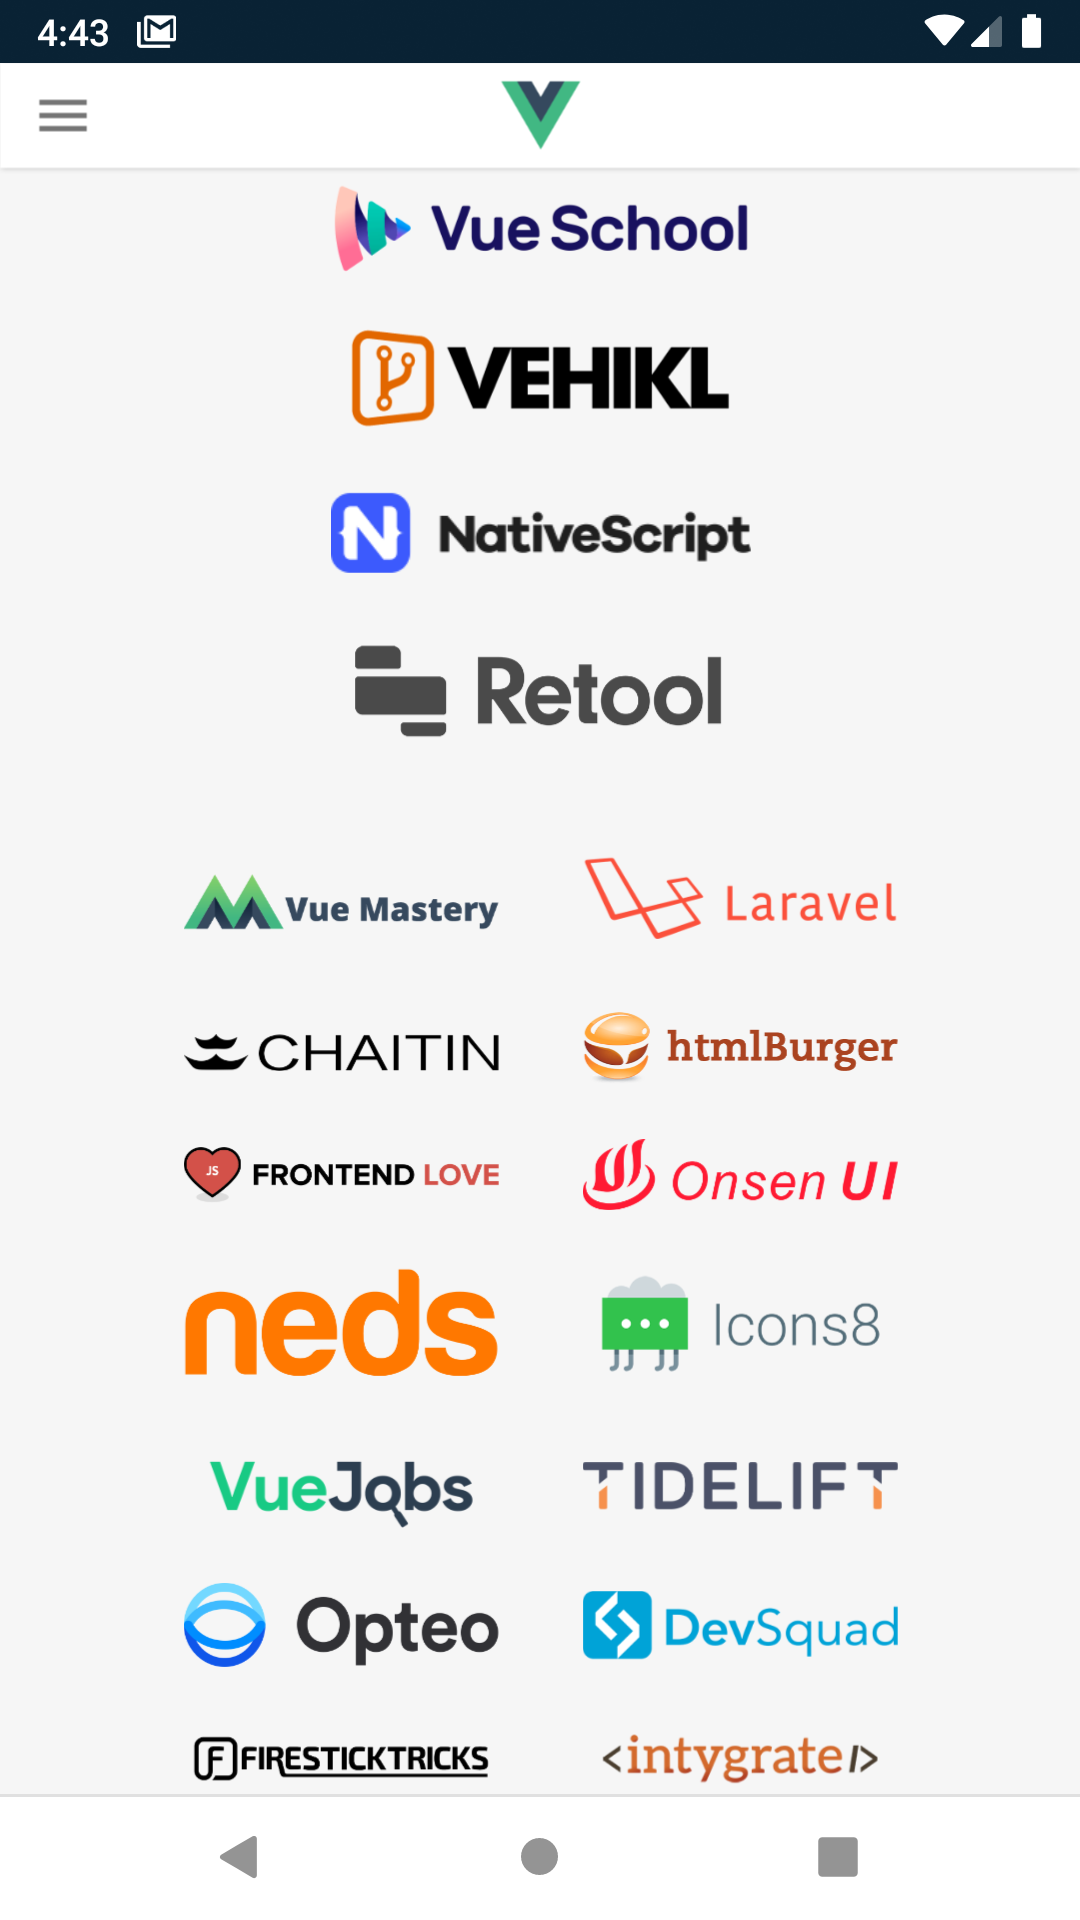 4:43
Vue School
VEHIKL
NativeScript
Retool
Vue Mastery
Laravel
CHAITIN
htmlBurger
JS FRONTEND LOVE
Onsen UI
neds
Icons8
VueJobs
TIDELIFT
Opteo
DevSquad
FIRESTICKTRICKS
<intygrate/>